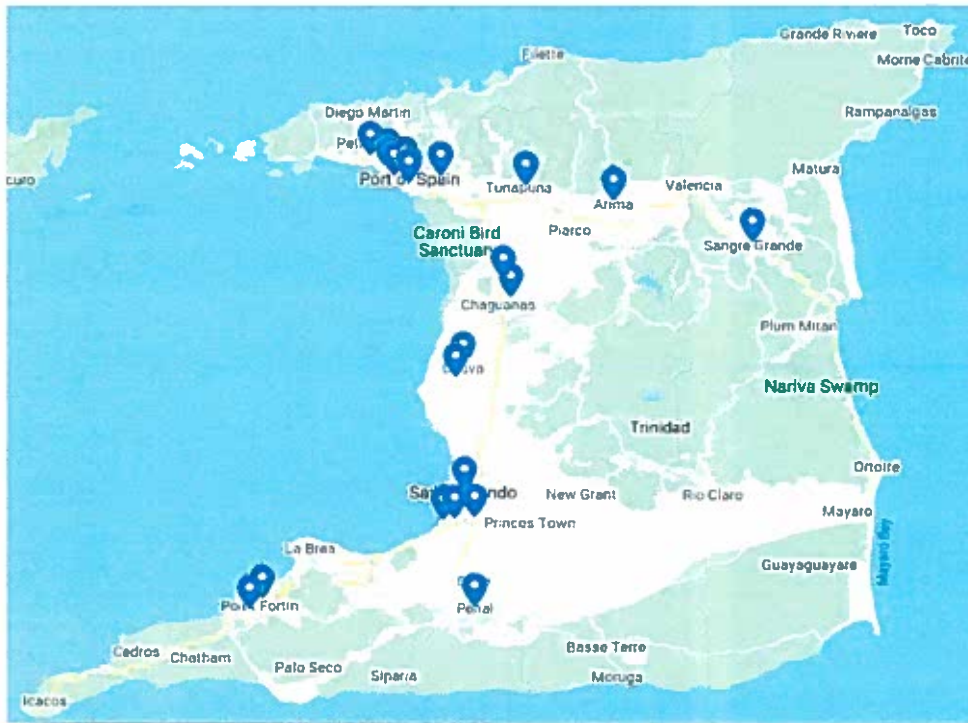 Grande Riviere
Toco
Morne Cabrite
Filette
Diego Martin
Rampanalgas
curo
Port of Spain
Tunapuna
Arima
Valencia
Matura
Caroni Bird
Sanctuary
Piarco
Sangre Grande
Chaguanas
Plum Mitan
Nariva Swamp
Trinidad
Ortoire
New Grant
Rio Claro
Mayaro
Princes Town
La Brea
Guayaguayare
Mayaro Bay
Point Fortin
Penal
Cedros
Chatham
Palo Seco
Siparia
Basse Terre
Moruga
Icacos